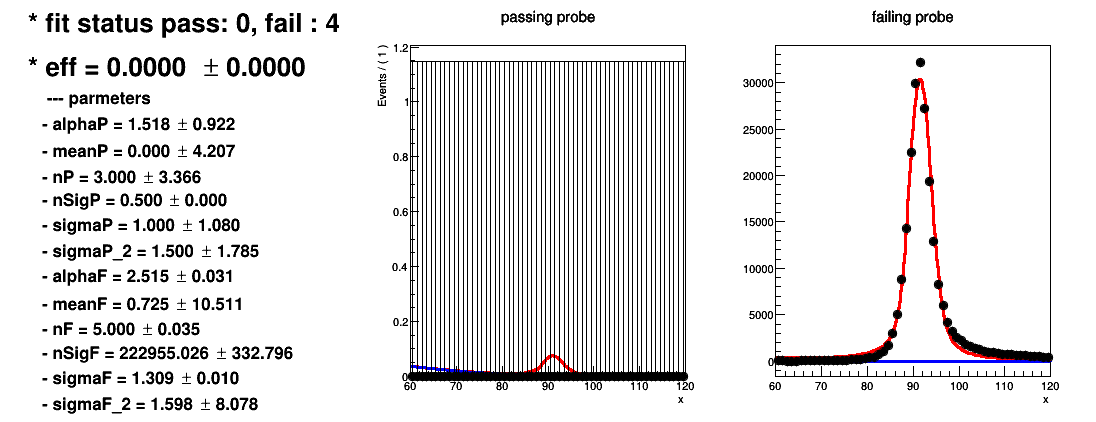 * fit status pass: 0, fail : 4
* eff = 0.0000 ± 0.0000
--- parmeters
- alphaP = 1.518 ± 0.922
- meanP = 0.000 ± 4.207
- nP = 3.000 ± 3.366
- nSigP = 0.500 ± 0.000
- sigmaP = 1.000 ± 1.080
- sigmaP_2 = 1.500 ± 1.785
- alphaF = 2.515 ± 0.031
- meanF = 0.725 ± 10.511
- nF = 5.000 ± 0.035
- nSigF = 222955.026 ± 332.796
- sigmaF = 1.309 ± 0.010
- sigmaF_2 = 1.598 ± 8.078
passing probe
Events / ( 1 )
1.2
1
0.8
0.6
0.4
0.2
0
60 70 80 90 100 110 120
x
failing probe
30000
25000
20000
15000
10000
5000
0
60 70 80 90 100 110 120
x